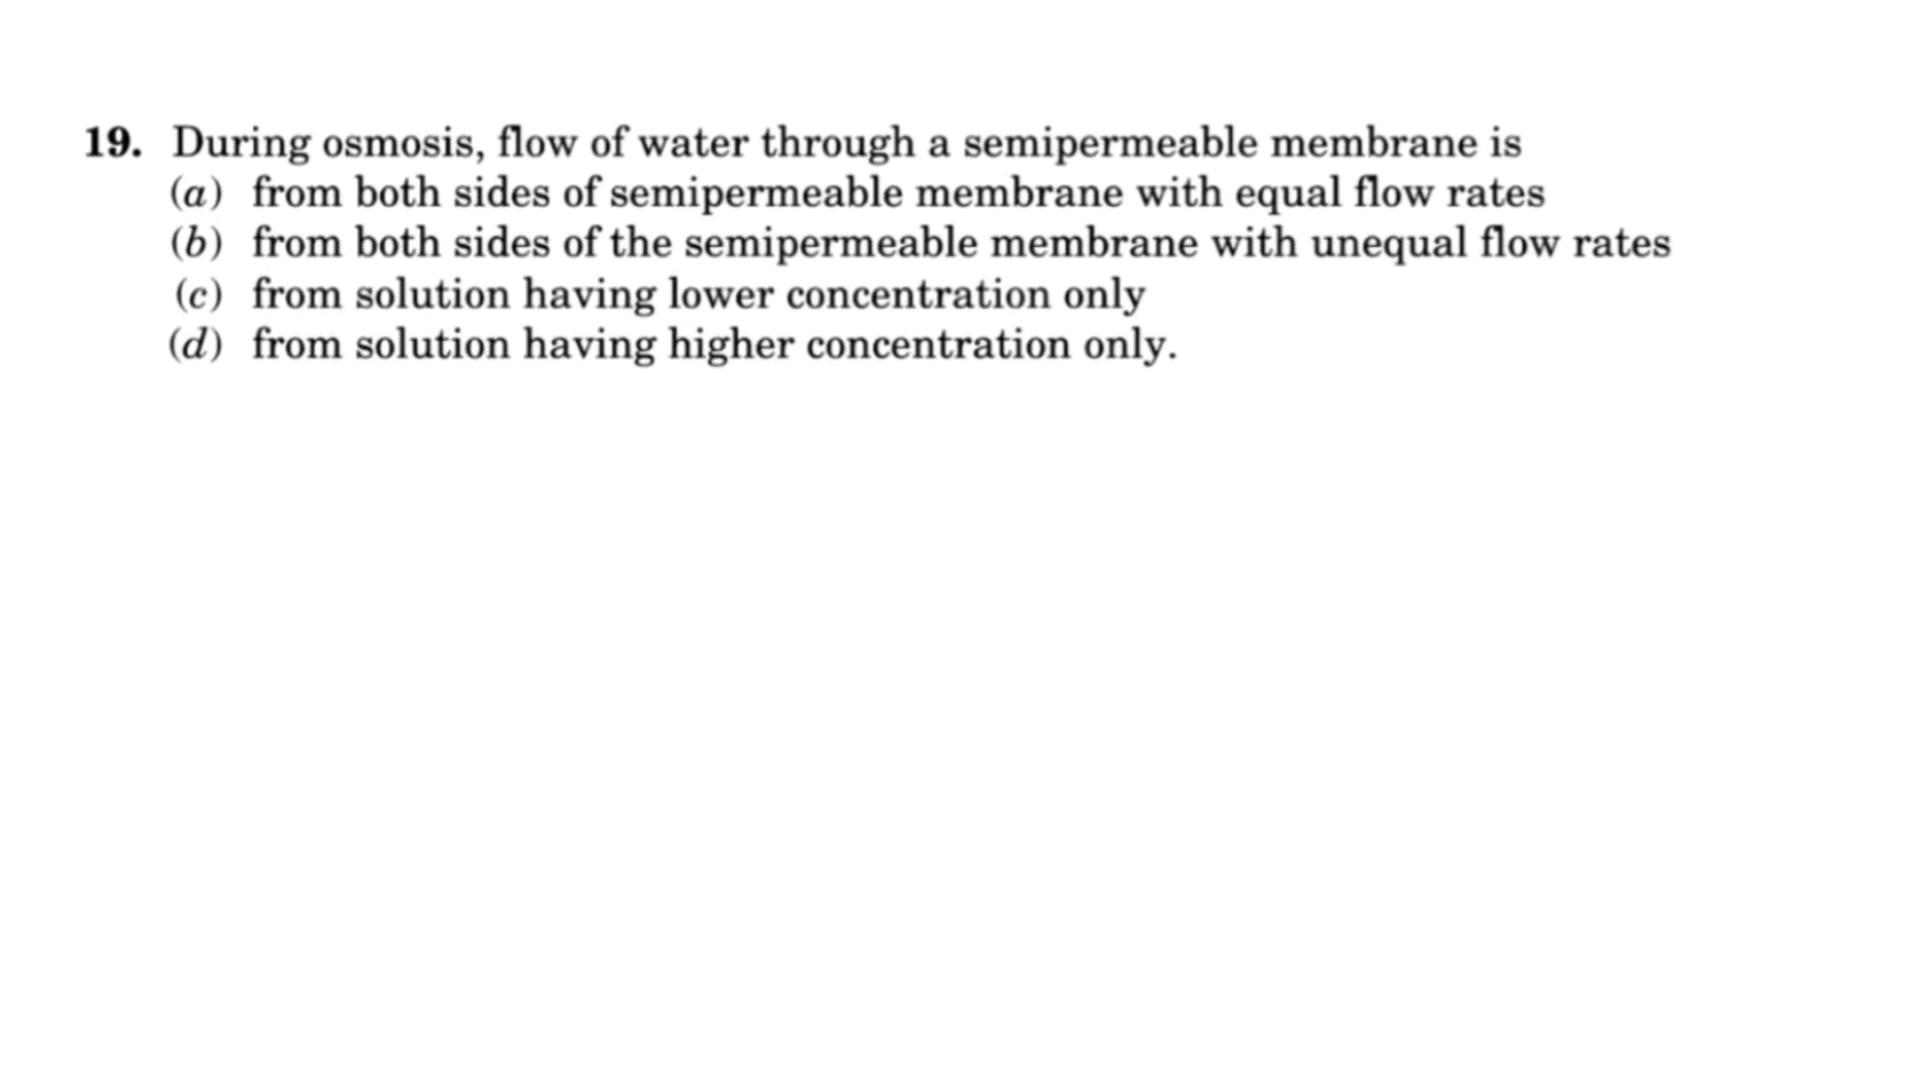 19. During osmosis, flow of water through a semipermeable membrane is
(a) from both sides of semipermeable membrane with equal flow rates
(b) from both sides of the semipermeable membrane with unequal flow rates
(c) from solution having lower concentration only
(d) from solution having higher concentration only.